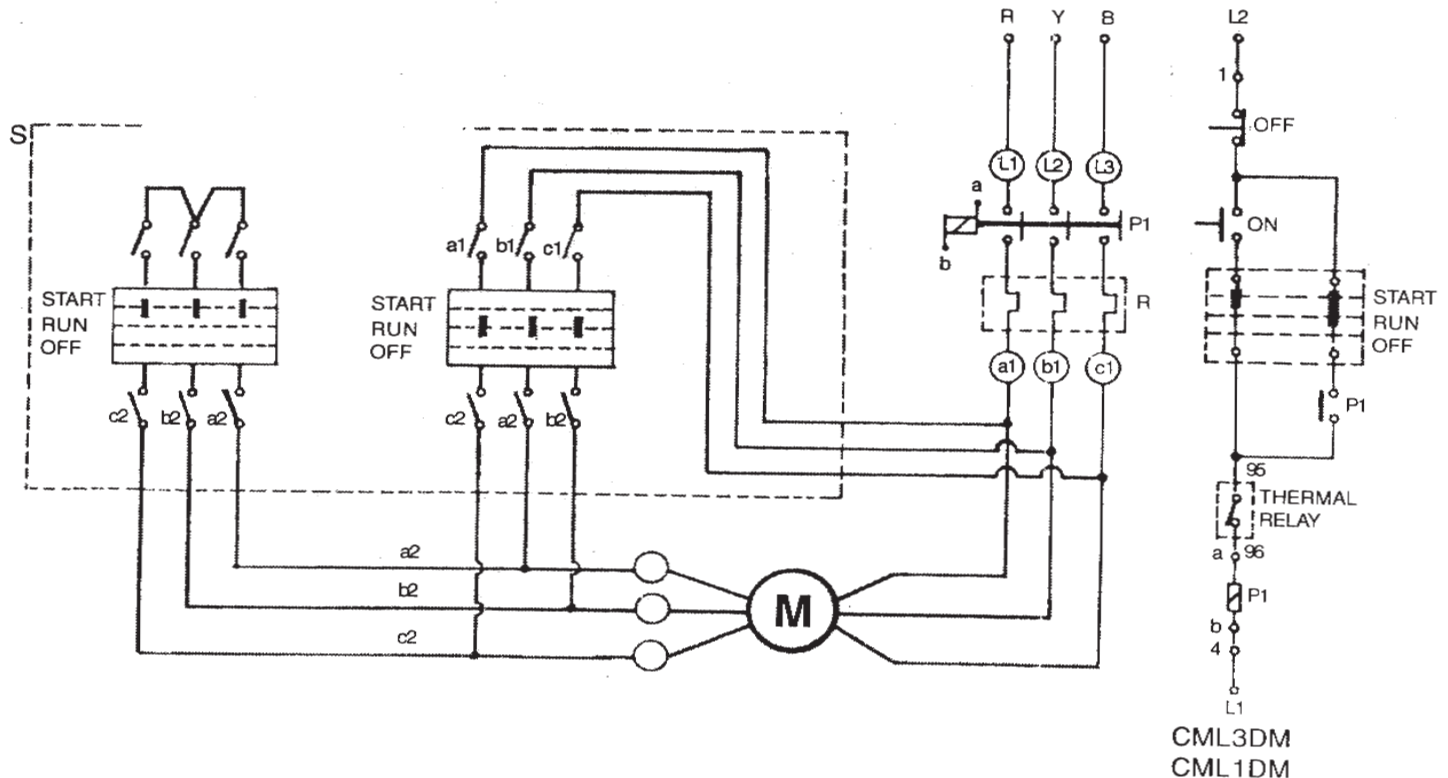 R Y B L2
1
S
OFF
L1 L2 L3
a
P1
ON
b
a1 b1 c1
START
RUN
OFF
START
RUN
OFF
R
START
RUN
OFF
a1 b1 c1
c2 b2 a2
c2 a2 b2
P1
95
THERMAL
RELAY
a 96
a2
b2
c2
M
P1
b
4
L1
CML3DM
CML1DM